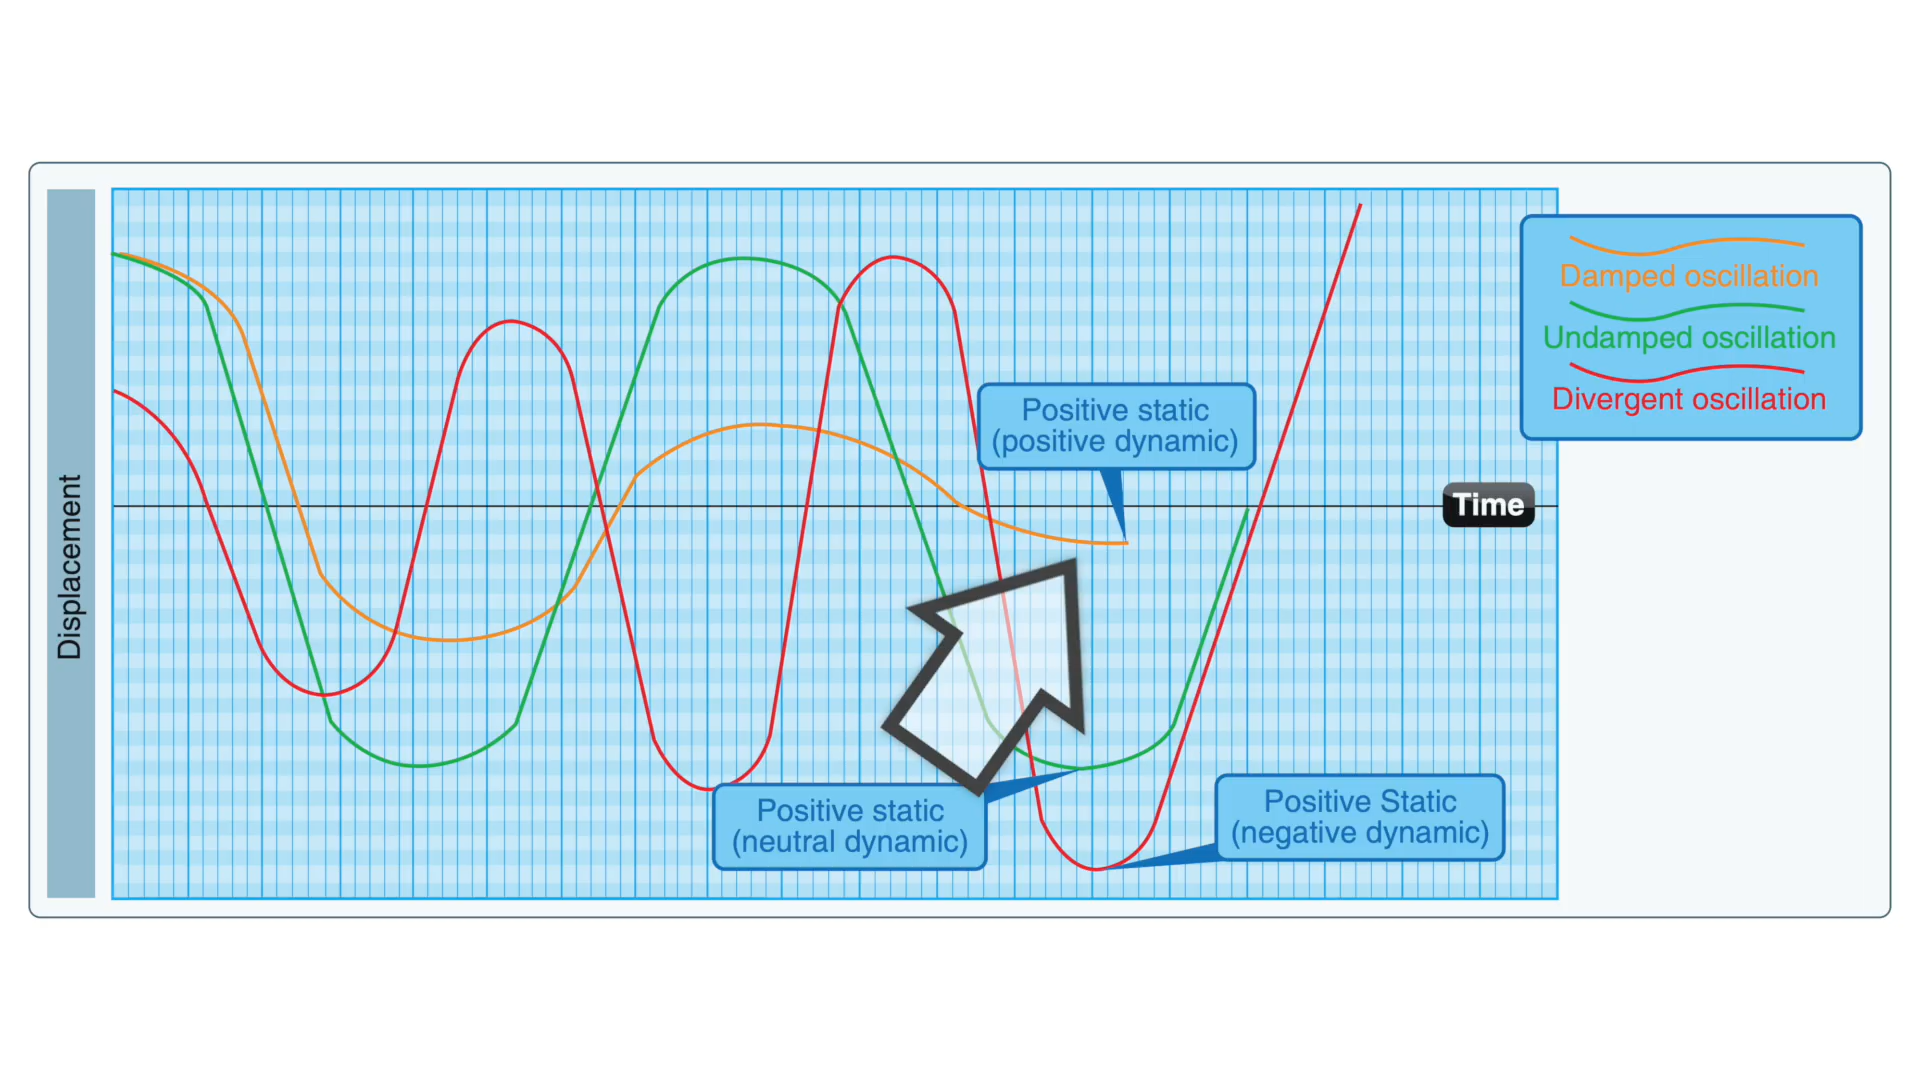 Displacement
Damped oscillation
Undamped oscillation
Divergent oscillation
Positive static
(positive dynamic)
Time
Positive static
(neutral dynamic)
Positive Static
(negative dynamic)